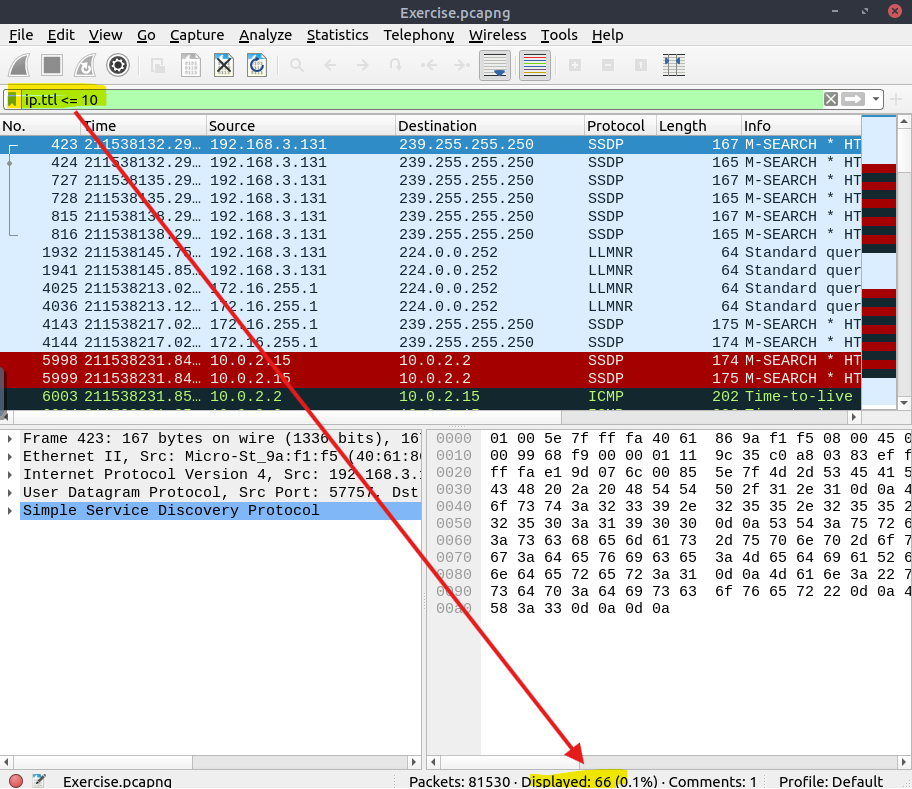 Exercise.pcapng
File Edit View Go Capture Analyze Statistics Telephony Wireless Tools Help
ip.ttl <= 10
No. Time Source Destination Protocol Length Info
423 211538132.29… 192.168.3.131 239.255.255.250 SSDP 167 M-SEARCH * HT
424 211538132.29… 192.168.3.131 239.255.255.250 SSDP 165 M-SEARCH * HT
727 211538135.29… 192.168.3.131 239.255.255.250 SSDP 167 M-SEARCH * HT
728 211538135.29… 192.168.3.131 239.255.255.250 SSDP 165 M-SEARCH * HT
815 211538138.29… 192.168.3.131 239.255.255.250 SSDP 167 M-SEARCH * HT
816 211538138.29… 192.168.3.131 239.255.255.250 SSDP 165 M-SEARCH * HT
1932 211538145.75… 192.168.3.131 224.0.0.252 LLMNR 64 Standard quer
1941 211538145.85… 192.168.3.131 224.0.0.252 LLMNR 64 Standard quer
4025 211538213.02… 172.16.255.1 224.0.0.252 LLMNR 64 Standard quer
4036 211538213.12… 172.16.255.1 224.0.0.252 LLMNR 64 Standard quer
4143 211538217.02… 172.16.255.1 239.255.255.250 SSDP 175 M-SEARCH * HT
4144 211538217.02… 172.16.255.1 239.255.255.250 SSDP 174 M-SEARCH * HT
5998 211538231.84… 10.0.2.15 10.0.2.2 SSDP 174 M-SEARCH * HT
5999 211538231.84… 10.0.2.15 10.0.2.2 SSDP 175 M-SEARCH * HT
6003 211538231.84… 10.0.2.2 10.0.2.15 ICMP 202 Time-to-live
Frame 423: 167 bytes on wire (1336 bits), 16
Ethernet II, Src: Micro-St_9a:f1:f5 (40:61:8
Internet Protocol Version 4, Src: 192.168.3.
User Datagram Protocol, Src Port: 57757, Dst
Simple Service Discovery Protocol
0000 01 00 5e 7f ff fa 40 61 86 9a f1 f5 08 00 45 0
0010 00 99 68 f9 00 00 01 11 9c 35 c0 a8 03 83 ef f
0020 ff fa e1 9d 07 6c 00 85 5e 7f 4d 2d 53 45 41 5
0030 43 48 20 2a 20 48 54 54 50 2f 31 2e 31 0d 0a 4
0040 6f 73 74 3a 32 33 39 2e 32 35 35 2e 32 35 35 2
0050 32 35 30 3a 31 39 30 30 0d 0a 53 54 3a 75 72 6
0060 3a 73 63 68 65 6d 61 73 2d 75 70 6e 70 2d 6f 7
0070 67 3a 64 65 76 69 63 65 3a 4d 65 64 69 61 52 6
0080 6e 64 65 72 65 72 3a 31 0d 0a 4d 61 6e 3a 22 7
0090 73 64 70 3a 64 69 73 63 6f 76 65 72 22 0d 0a 4
00a0 58 3a 33 0d 0a 0d 0a
Exercise.pcapng Packets: 81530 · Displayed: 66 (0.1%) · Comments: 1 Profile: Default